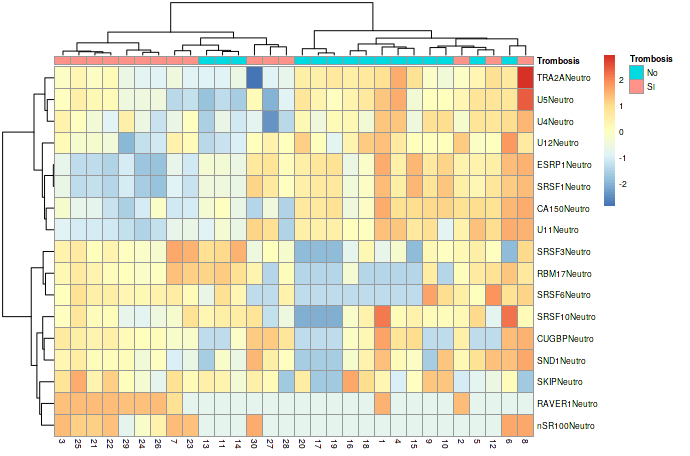 Trombosis
Trombosis
No
SI
2
1
0
-1
-2
TRA2ANeutro
U5Neutro
U4Neutro
U12Neutro
ESRP1Neutro
SRSF1Neutro
CA150Neutro
U11Neutro
SRSF3Neutro
RBM17Neutro
SRSF6Neutro
SRSF10Neutro
CUGBPNeutro
SND1Neutro
SKIPNeutro
RAVER1Neutro
nSR100Neutro
3 25 21 22 29 24 26 7 23 13 11 14 30 27 28 20 17 19 16 18 1 4 15 9 10 2 5 12 6 8